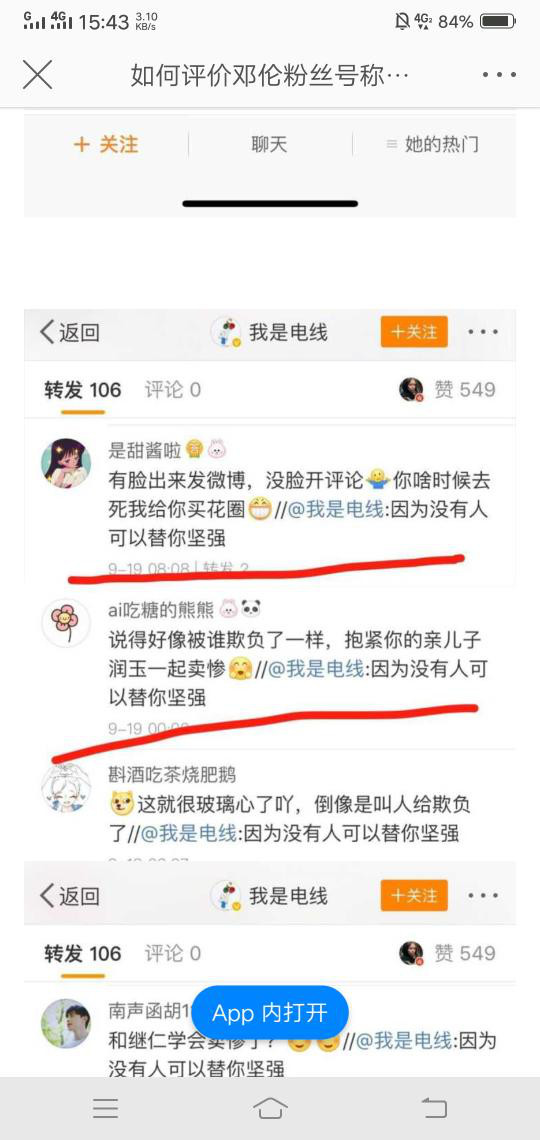 G 4G 15:43 3.10 KB/s 4G 84%
如何评价邓伦粉丝号称…
+ 关注 聊天 她的热门
返回 我是电线 +关注
转发 106 评论 0 赞 549
是甜酱啦
有脸出来发微博，没脸开评论 你啥时候去
死我给你买花圈 //@我是电线:因为没有人
可以替你坚强
9-19 08:08 | 转发 2
ai吃糖的熊熊
说得好像被谁欺负了一样，抱紧你的亲儿子
润玉一起卖惨 //@我是电线:因为没有人可
以替你坚强
9-19
斟酒吃茶烧肥鹅
这就很玻璃心了吖，倒像是叫人给欺负
了//@我是电线:因为没有人可以替你坚强
返回 我是电线 +关注
转发 106 评论 0 赞 549
南声函胡1
App 内打开
和继仁学会卖惨了？ //@我是电线:因为
没有人可以替你坚强